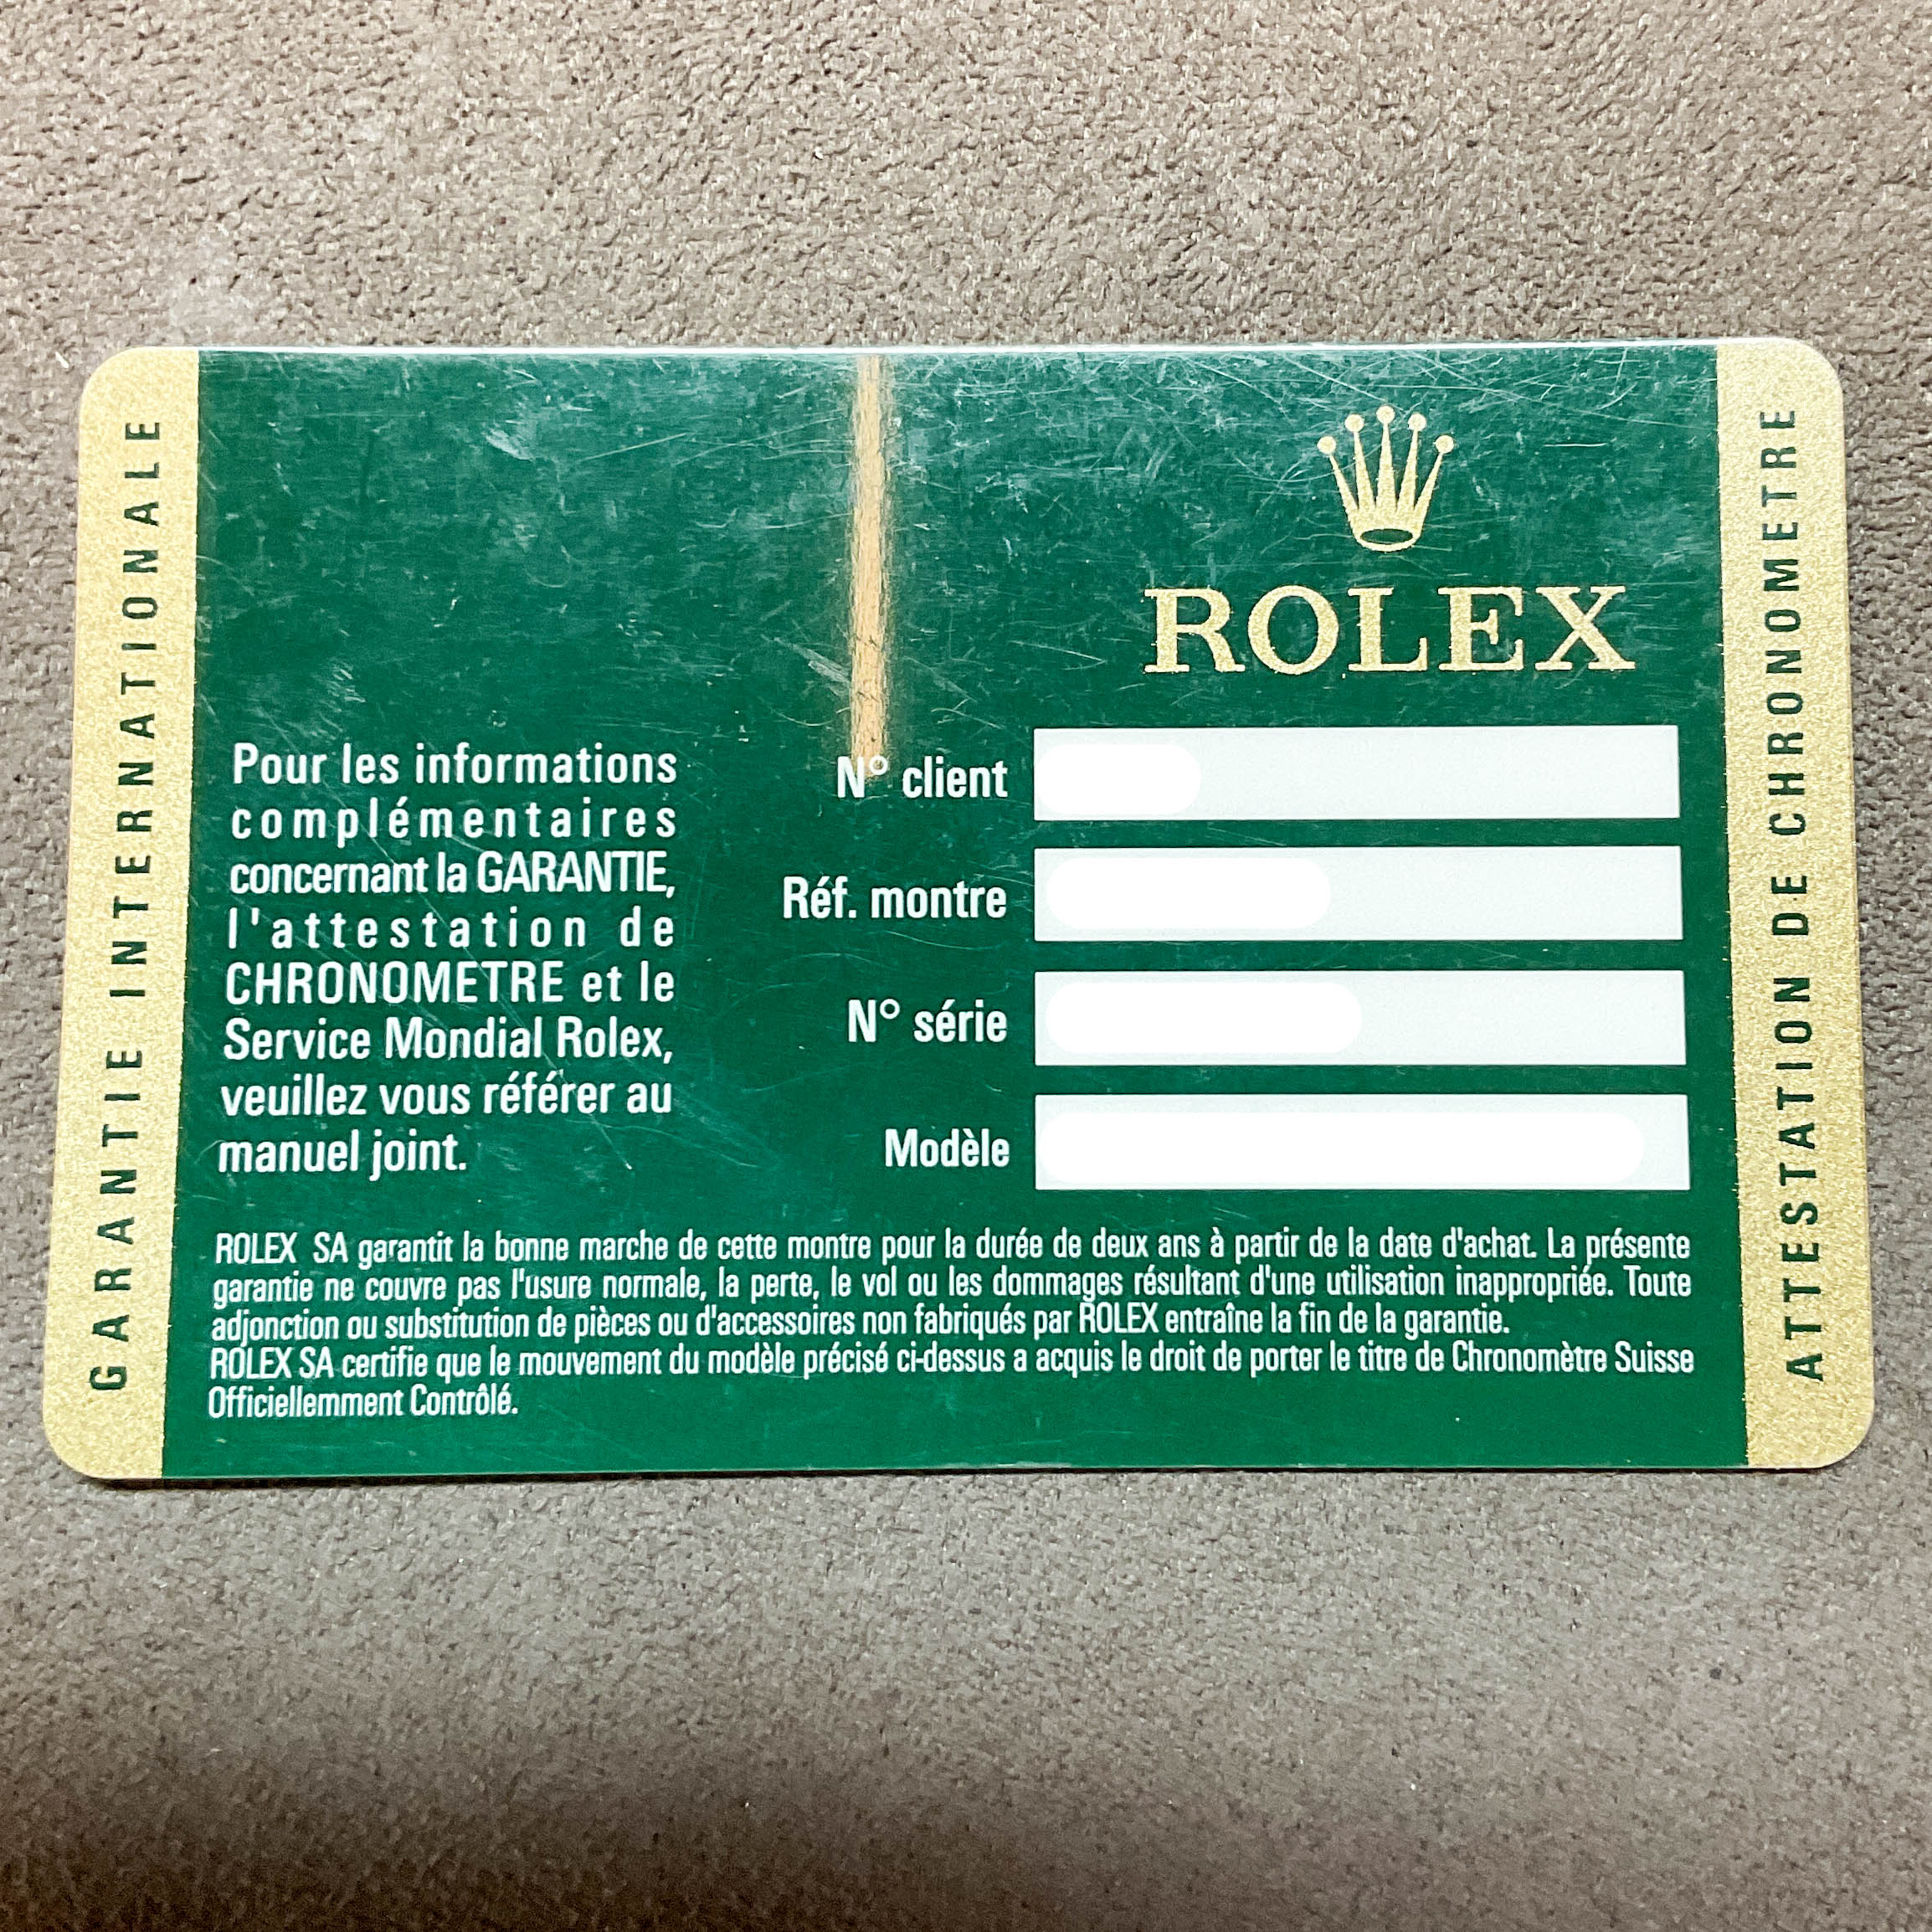 GARANTIE INTERNATIONALE
ROLEX
Pour les informations
complémentaires
concernant la GARANTIE,
l'attestation de
CHRONOMETRE et le
Service Mondial Rolex,
veuillez vous référer au
manuel joint.
N° client
Réf. montre
N° série
Modèle
ROLEX SA garantit la bonne marche de cette montre pour la durée de deux ans à partir de la date d'achat. La présente
garantie ne couvre pas l'usure normale, la perte, le vol ou les dommages résultant d'une utilisation inappropriée. Toute
adjonction ou substitution de pièces ou d'accessoires non fabriqués par ROLEX entraîne la fin de la garantie.
ROLEX SA certifie que le mouvement du modèle précisé ci-dessus a acquis le droit de porter le titre de Chronomètre Suisse
Officiellemment Contrôlé.
ATTESTATION DE CHRONOMETRE